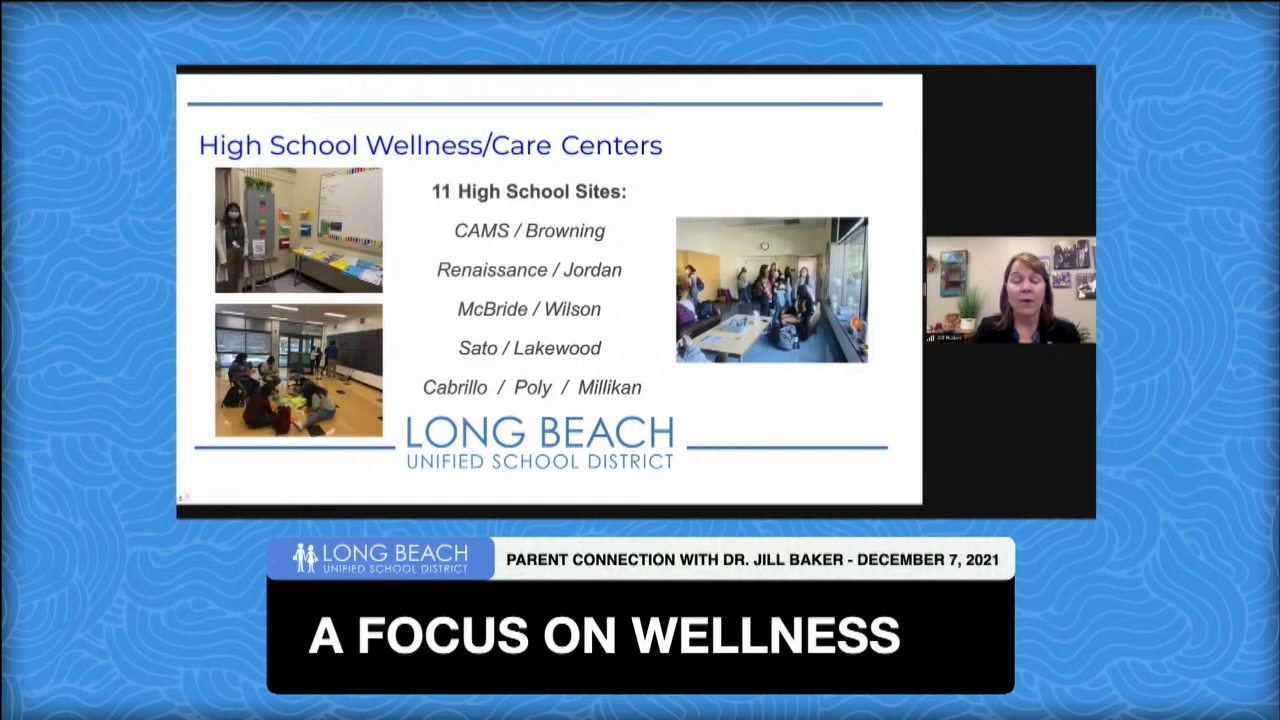 High School Wellness/Care Centers
11 High School Sites:
CAMS / Browning
Renaissance / Jordan
McBride / Wilson
Sato / Lakewood
Cabrillo / Poly / Millikan
LONG BEACH
UNIFIED SCHOOL DISTRICT
Jill Baker
LONG BEACH
UNIFIED SCHOOL DISTRICT
PARENT CONNECTION WITH DR. JILL BAKER - DECEMBER 7, 2021
A FOCUS ON WELLNESS